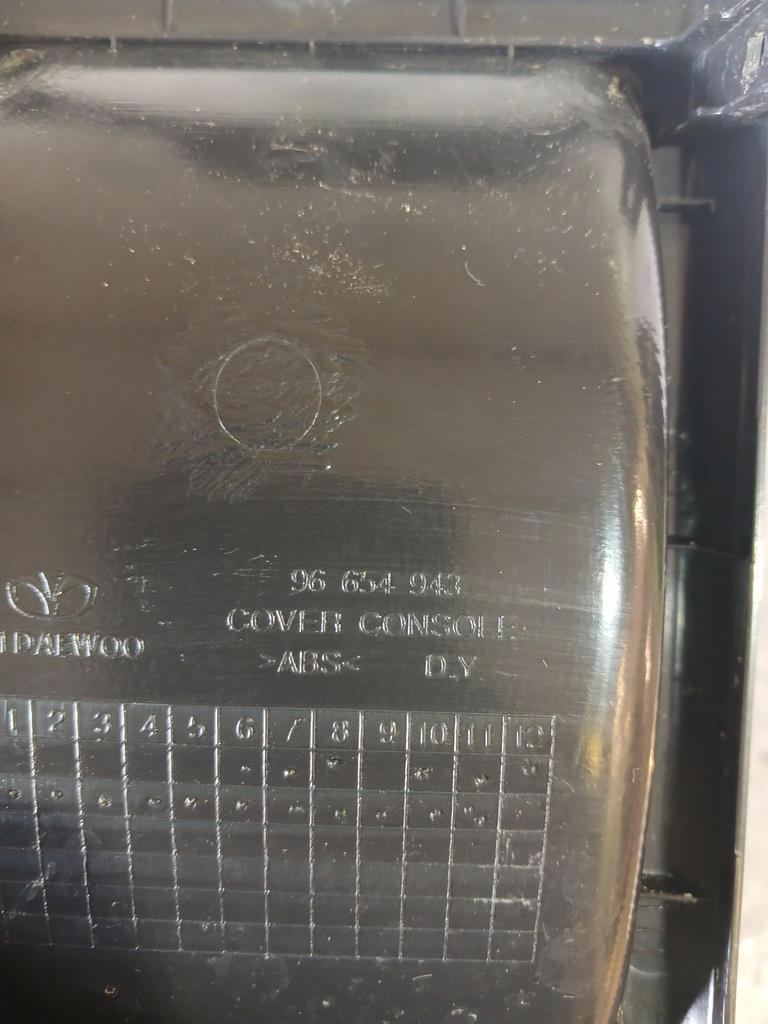 96 654 943
COVER CONSOLE
DAEWOO
>ABS< D.Y
1 2 3 4 5 6 7 8 9 10 11 12